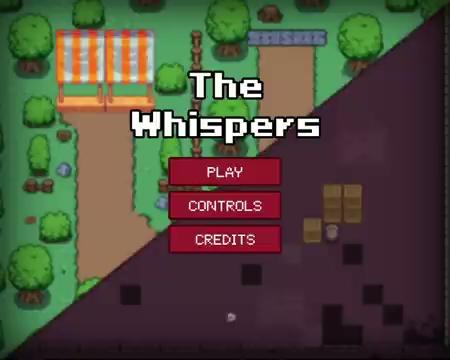 The
Whispers
PLAY
CONTROLS
CREDITS